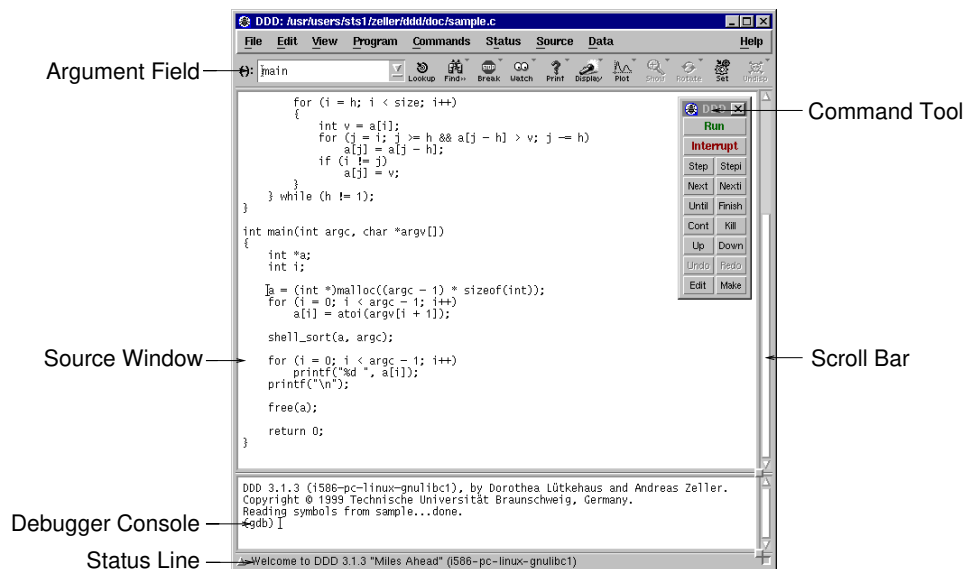 DDD: /usr/users/sts1/zeller/ddd/doc/sample.c
File Edit View Program Commands Status Source Data Help
Argument Field
(): main
Lookup Find>> Break Watch Print Display Plot Show Rotate Set Undisp
for (i = h; i < size; i++)
{
int v = a[i];
for (j = i; j >= h && a[j - h] > v; j -= h)
a[j] = a[j - h];
if (i != j)
a[j] = v;
}
} while (h != 1);
}
int main(int argc, char *argv[])
{
int *a;
int i;
a = (int *)malloc((argc - 1) * sizeof(int));
for (i = 0; i < argc - 1; i++)
a[i] = atoi(argv[i + 1]);
shell_sort(a, argc);
for (i = 0; i < argc - 1; i++)
printf("%d ", a[i]);
printf("\n");
free(a);
return 0;
}
DDD
Command Tool
Run
Interrupt
Step Stepi
Next Nexti
Until Finish
Cont Kill
Up Down
Undo Redo
Edit Make
Source Window
Scroll Bar
DDD 3.1.3 (i586-pc-linux-gnulibc1), by Dorothea Lütkehaus and Andreas Zeller.
Copyright © 1999 Technische Universität Braunschweig, Germany.
Reading symbols from sample...done.
(gdb)
Debugger Console
Status Line
Welcome to DDD 3.1.3 "Miles Ahead" (i586-pc-linux-gnulibc1)